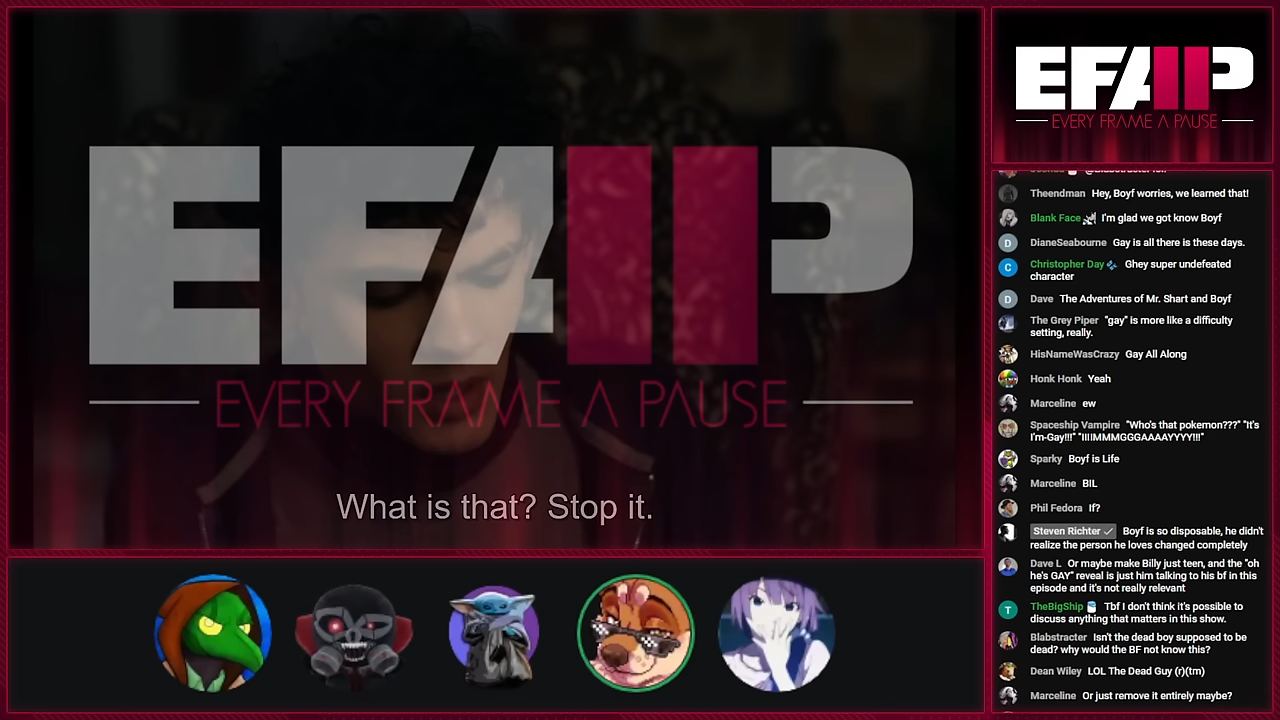 EFAP
EVERY FRAME A PAUSE
What is that? Stop it.
EFAP
EVERY FRAME A PAUSE
Theendman Hey, Boyf worries, we learned that!
Blank Face I'm glad we got know Boyf
D
DianeSeabourne Gay is all there is these days.
C
Christopher Day Ghey super undefeated
character
D
Dave The Adventures of Mr. Shart and Boyf
The Grey Piper "gay" is more like a difficulty
setting, really.
HisNameWasCrazy Gay All Along
Honk Honk Yeah
Marceline ew
Spaceship Vampire "Who's that pokemon???" "It's
I'm-Gay!!!" "IIIIMMMGGGAAAAYYYY!!!"
Sparky Boyf is Life
Marceline BIL
Phil Fedora If?
Steven Richter ✓ Boyf is so disposable, he didn't
realize the person he loves changed completely
Dave L Or maybe make Billy just teen, and the "oh
he's GAY" reveal is just him talking to his bf in this
episode and it's not really relevant
T
TheBigShip Tbf I don't think it's possible to
discuss anything that matters in this show.
Blabstracter Isn't the dead boy supposed to be
dead? why would the BF not know this?
Dean Wiley LOL The Dead Guy (r)(tm)
Marceline Or just remove it entirely maybe?